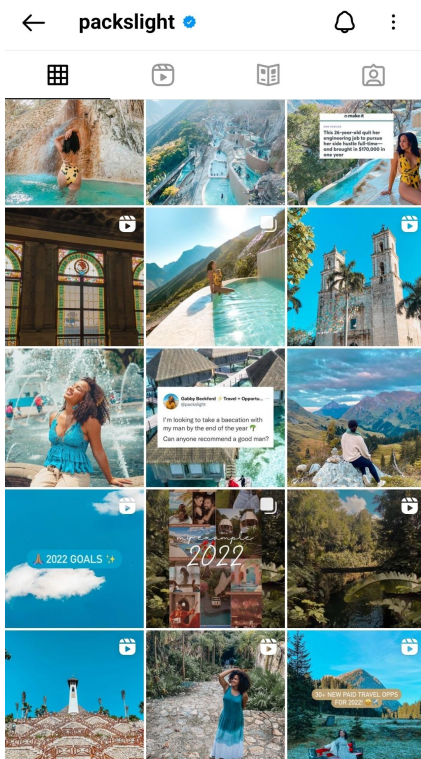 packslight
make it
This 26-year-old quit her
engineering job to pursue
her side hustle full-time—
and brought in $170,000 in
one year
Gabby Beckford ⚡ Travel + Opportu...
@packslight
I'm looking to take a baecation with
my man by the end of the year 🌴
Can anyone recommend a good man?
🙏🏽 2022 GOALS ✨
2022
30+ NEW PAID TRAVEL OPPS
FOR 2022!